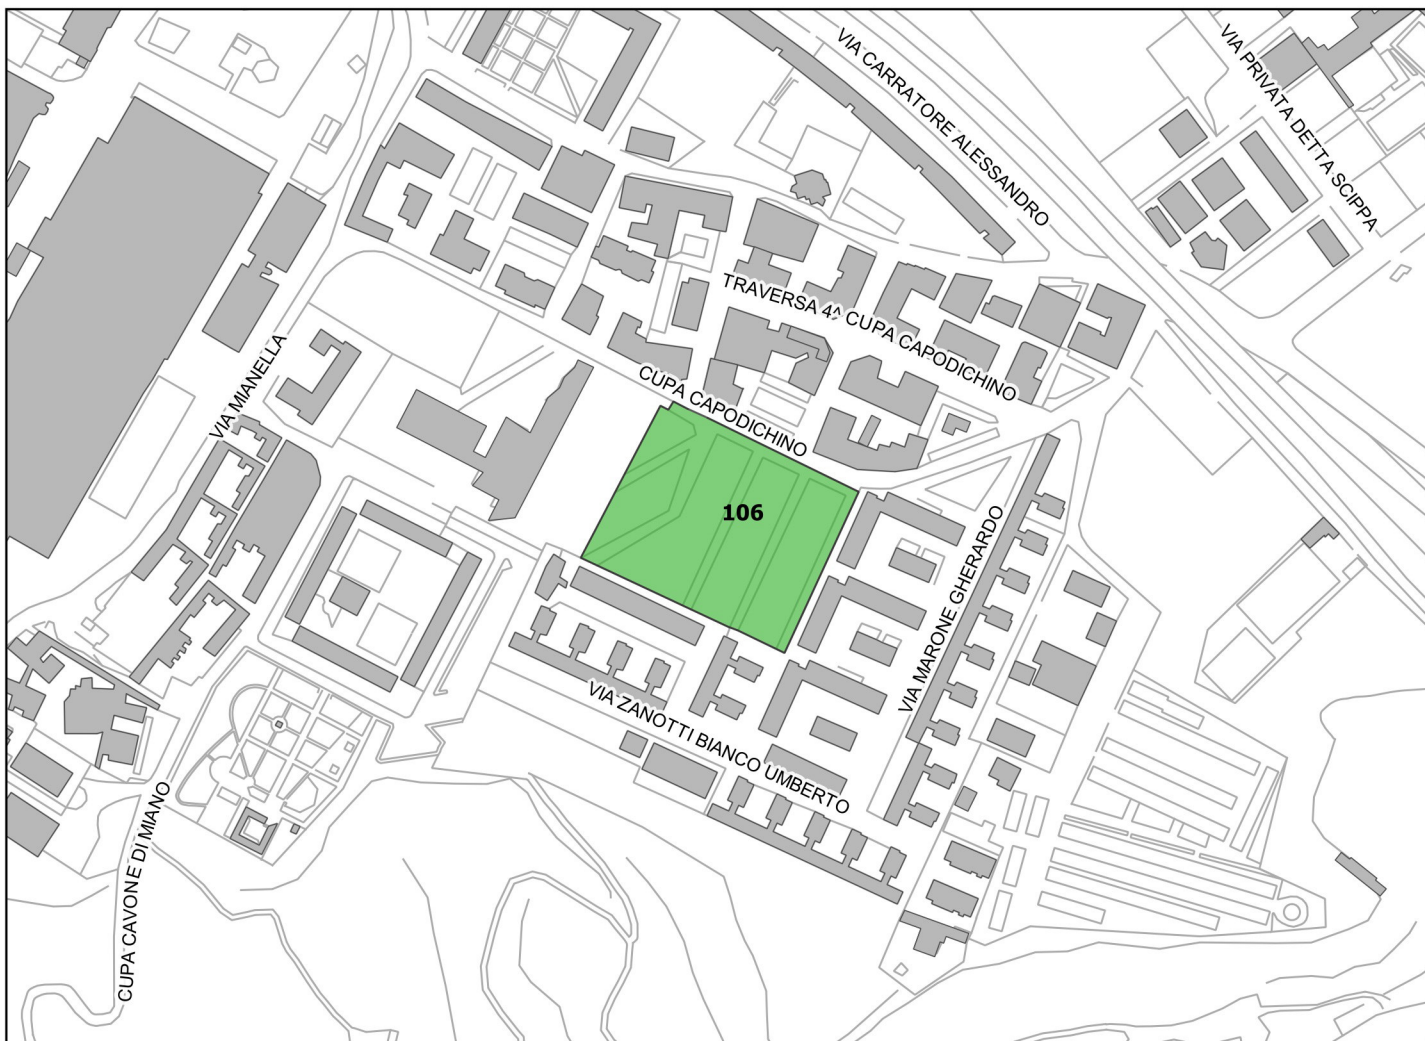 VIA CARRATORE ALESSANDRO
VIA PRIVATA DETTA SCIPPA
TRAVERSA 4^ CUPA CAPODICHINO
VIA MIANELLA
CUPA CAPODICHINO
106
VIA MARONE GHERARDO
VIA ZANOTTI BIANCO UMBERTO
CUPA CAVONE DI MIANO